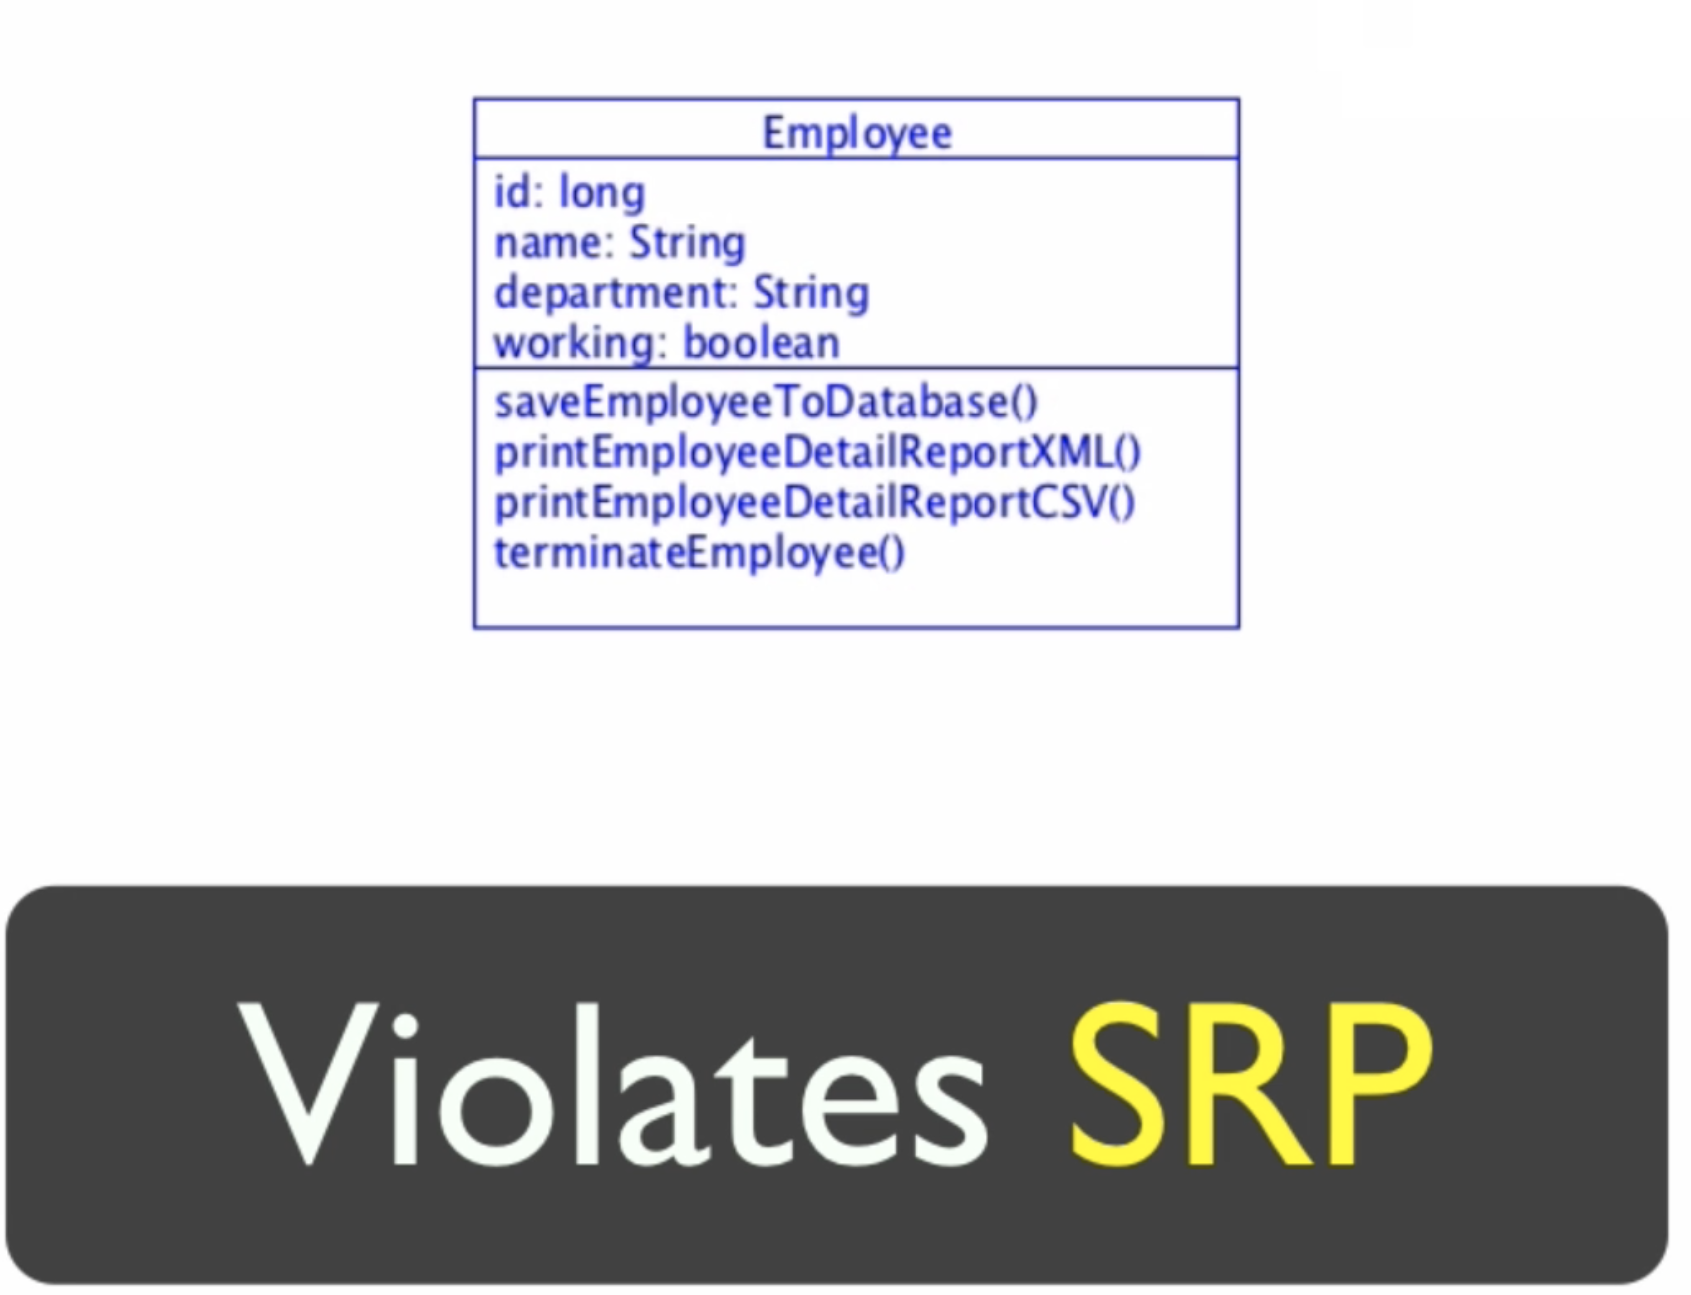 Employee
id: long
name: String
department: String
working: boolean
saveEmployeeToDatabase()
printEmployeeDetailReportXML()
printEmployeeDetailReportCSV()
terminateEmployee()
Violates SRP